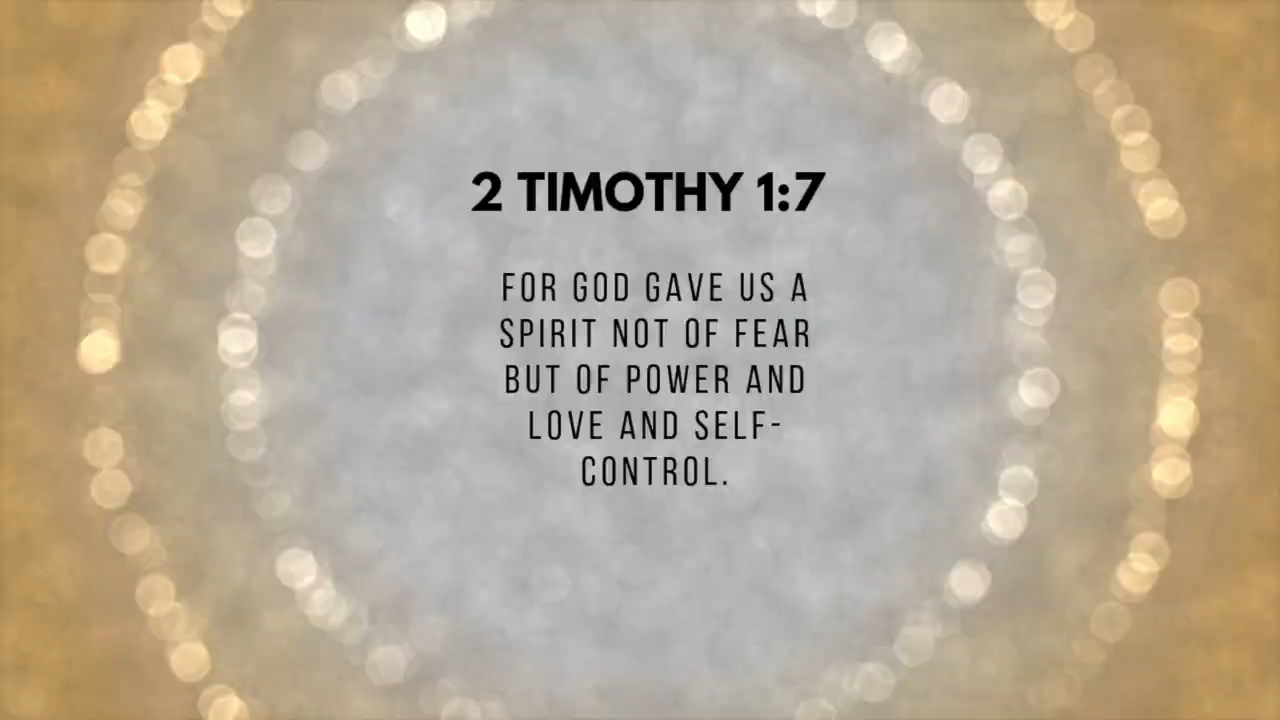 2 TIMOTHY 1:7
FOR GOD GAVE US A
SPIRIT NOT OF FEAR
BUT OF POWER AND
LOVE AND SELF-
CONTROL.